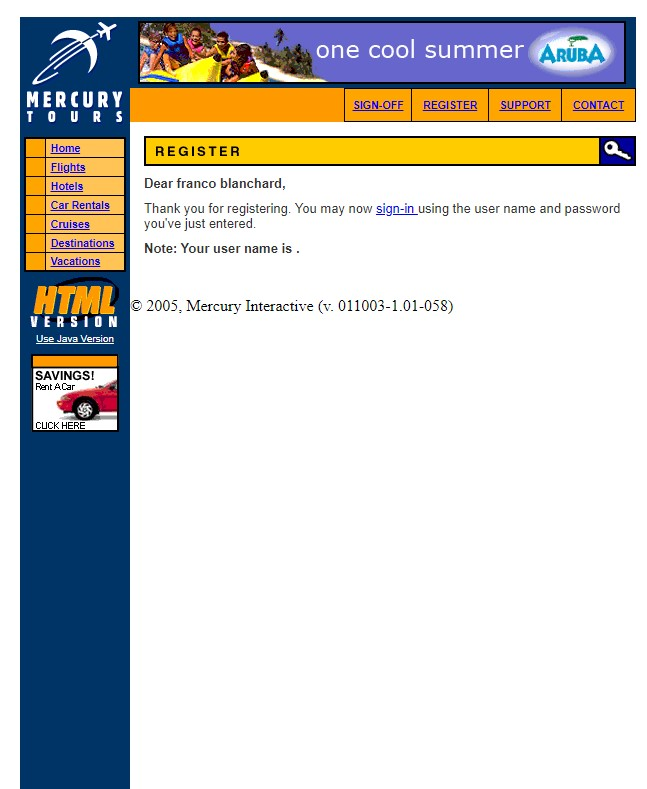 one cool summer ARUBA
MERCURY
TOURS
SIGN-OFF REGISTER SUPPORT CONTACT
Home
Flights
Hotels
Car Rentals
Cruises
Destinations
Vacations
HTML
VERSION
Use Java Version
SAVINGS!
Rent A Car
CLICK HERE
REGISTER
Dear franco blanchard,
Thank you for registering. You may now sign-in using the user name and password
you've just entered.
Note: Your user name is .
© 2005, Mercury Interactive (v. 011003-1.01-058)